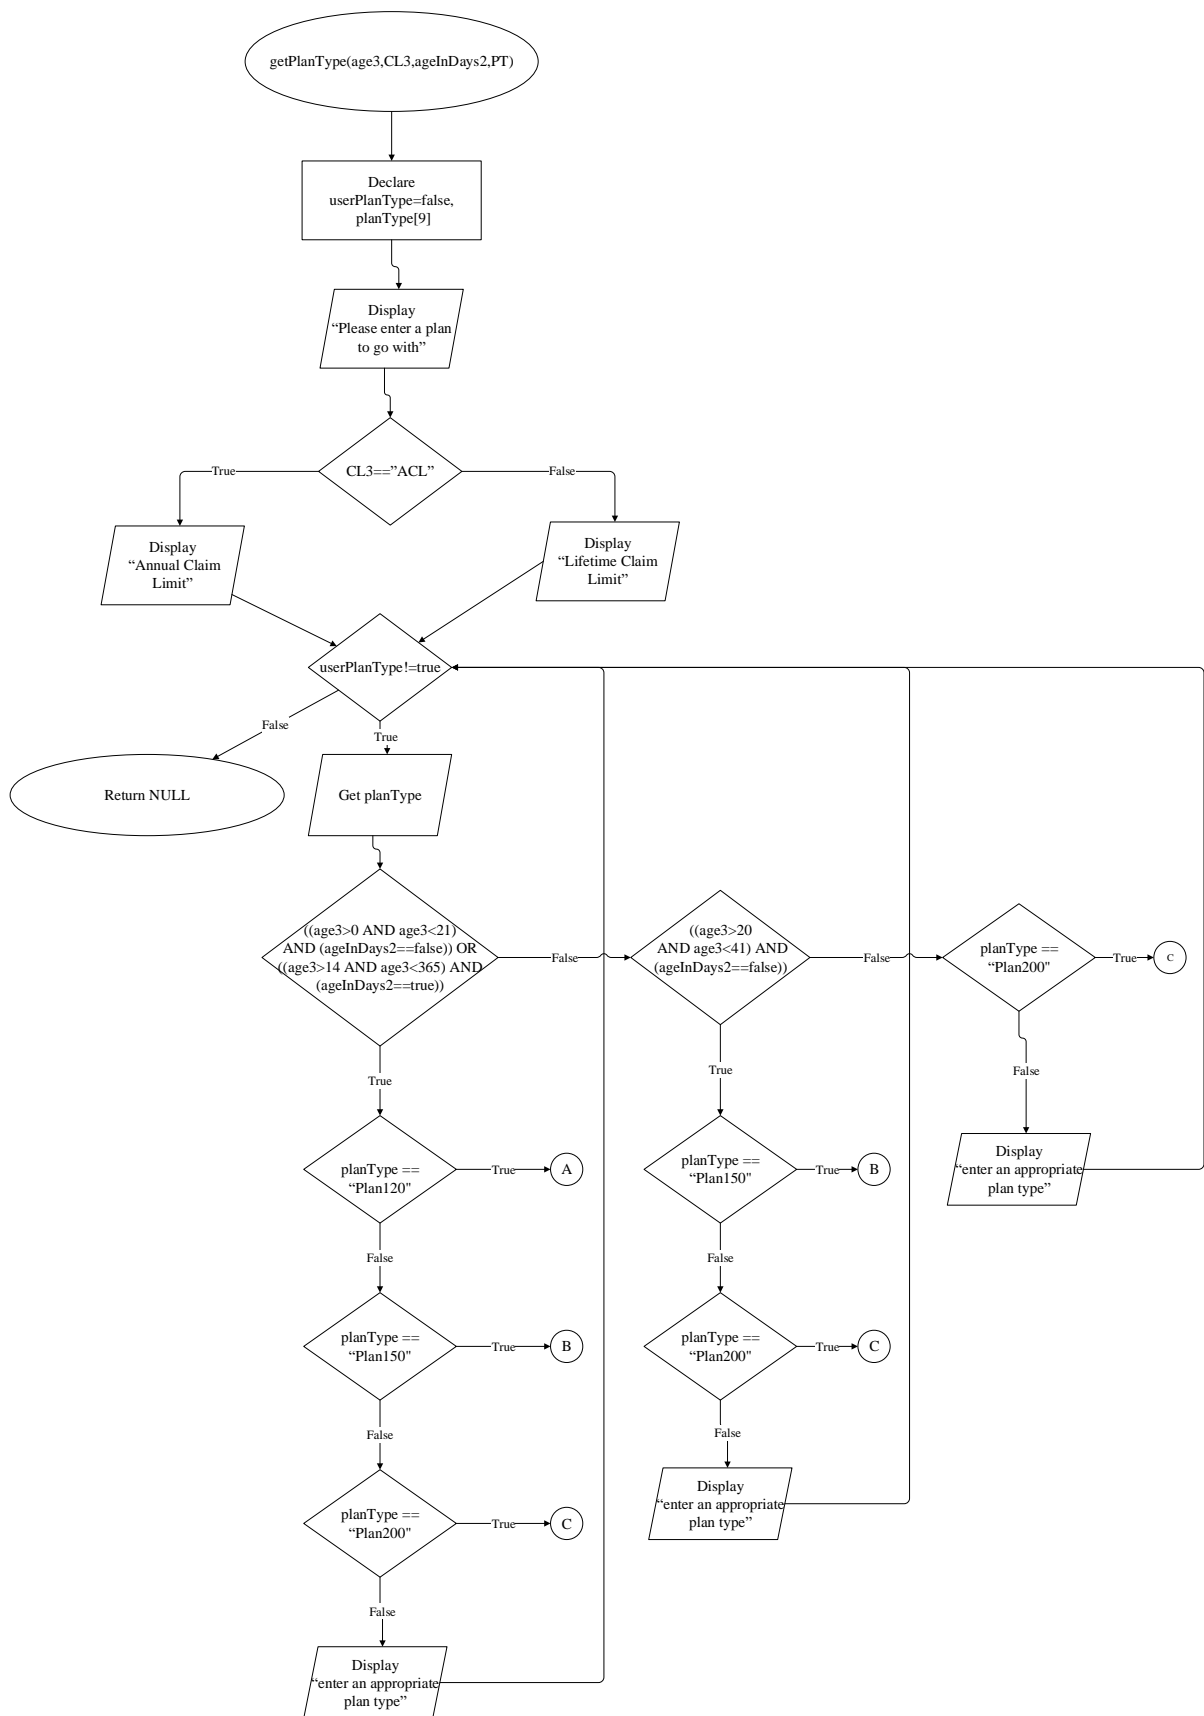 getPlanType(age3,CL3,ageInDays2,PT)
Declare
userPlanType=false,
planType[9]
Display
“Please enter a plan
to go with”
CL3==”ACL”
True
False
Display
“Annual Claim
Limit”
Display
“Lifetime Claim
Limit”
userPlanType!=true
False
True
Return NULL
Get planType
((age3>0 AND age3<21)
AND (ageInDays2==false)) OR
((age3>14 AND age3<365) AND
(ageInDays2==true))
False
((age3>20
AND age3<41) AND
(ageInDays2==false))
False
planType ==
“Plan200"
True
C
True
True
False
planType ==
“Plan120"
True
A
planType ==
“Plan150"
True
B
Display
“enter an appropriate
plan type”
False
False
planType ==
“Plan150"
True
B
planType ==
“Plan200"
True
C
False
False
planType ==
“Plan200"
True
C
Display
“enter an appropriate
plan type”
False
Display
“enter an appropriate
plan type”